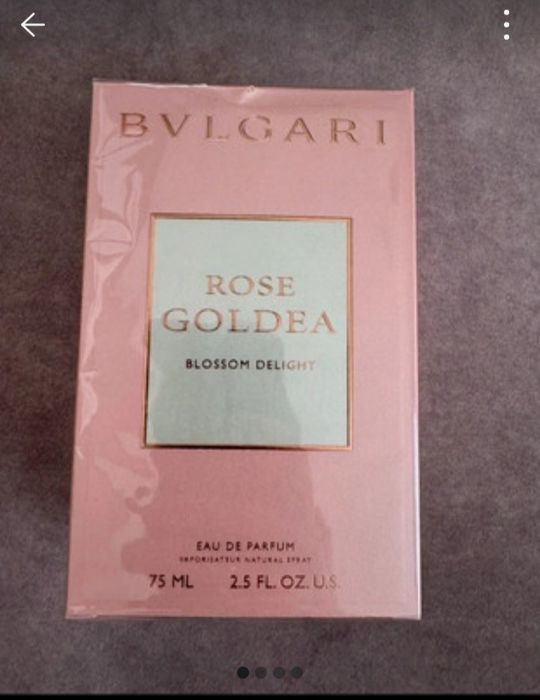 BVLGARI
ROSE
GOLDEA
BLOSSOM DELIGHT
EAU DE PARFUM
VAPORISATEUR NATURAL SPRAY
75 ML 2.5 FL. OZ. U.S.